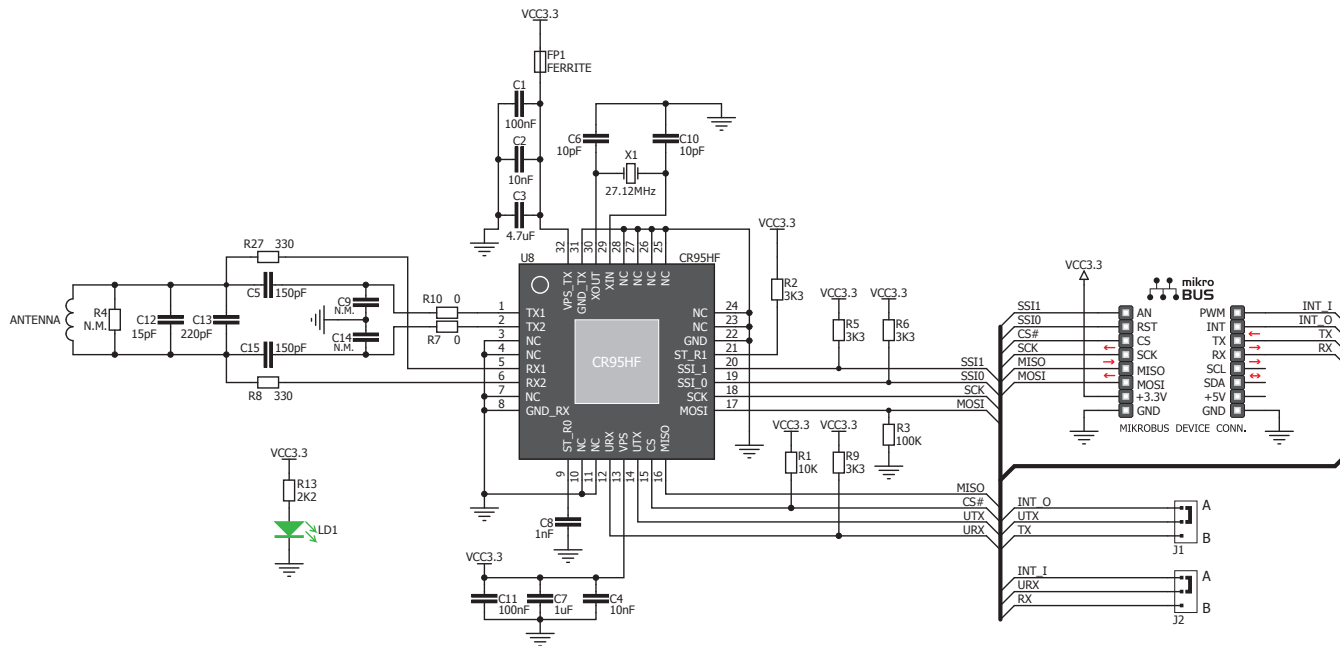 VCC3.3
FP1
FERRITE
C1
100nF
C2
10nF
C3
4.7uF
C6
10pF
C10
10pF
X1
27.12MHz
VCC3.3
R2
3K3
VCC3.3
VCC3.3
R5
3K3
R6
3K3
R27 330
C5 150pF
R4
N.M.
C12
15pF
C13
220pF
ANTENNA
C9
N.M.
C14
N.M.
C15 150pF
R8 330
R10 0
R7 0
U8
CR95HF
32
31
30
29
28
27
26
25
VPS_TX
GND_TX
XOUT
XIN
NC
NC
NC
NC
1 TX1
2 TX2
3 NC
4 NC
5 RX1
6 RX2
7 NC
8 GND_RX
CR95HF
NC 24
NC 23
GND 22
ST_R1 21
SSI_1 20
SSI_0 19
SCK 18
MOSI 17
ST_R0
NC
NC
URX
VPS
UTX
CS
MISO
9
10
11
12
13
14
15
16
SSI1
SSI0
SCK
MOSI
VCC3.3
R1
10K
VCC3.3
R9
3K3
R3
100K
MISO
CS#
UTX
URX
C8
1nF
VCC3.3
R13
2K2
LD1
VCC3.3
C11
100nF
C7
1uF
C4
10nF
VCC3.3
mikro
BUS
SSI1
SSI0
CS#
SCK
MISO
MOSI
AN
RST
CS
SCK
MISO
MOSI
+3.3V
GND
PWM
INT
TX
RX
SCL
SDA
+5V
GND
INT_I
INT_O
TX
RX
MIKROBUS DEVICE CONN.
INT_O
UTX
TX
A
B
J1
INT_I
URX
RX
A
B
J2